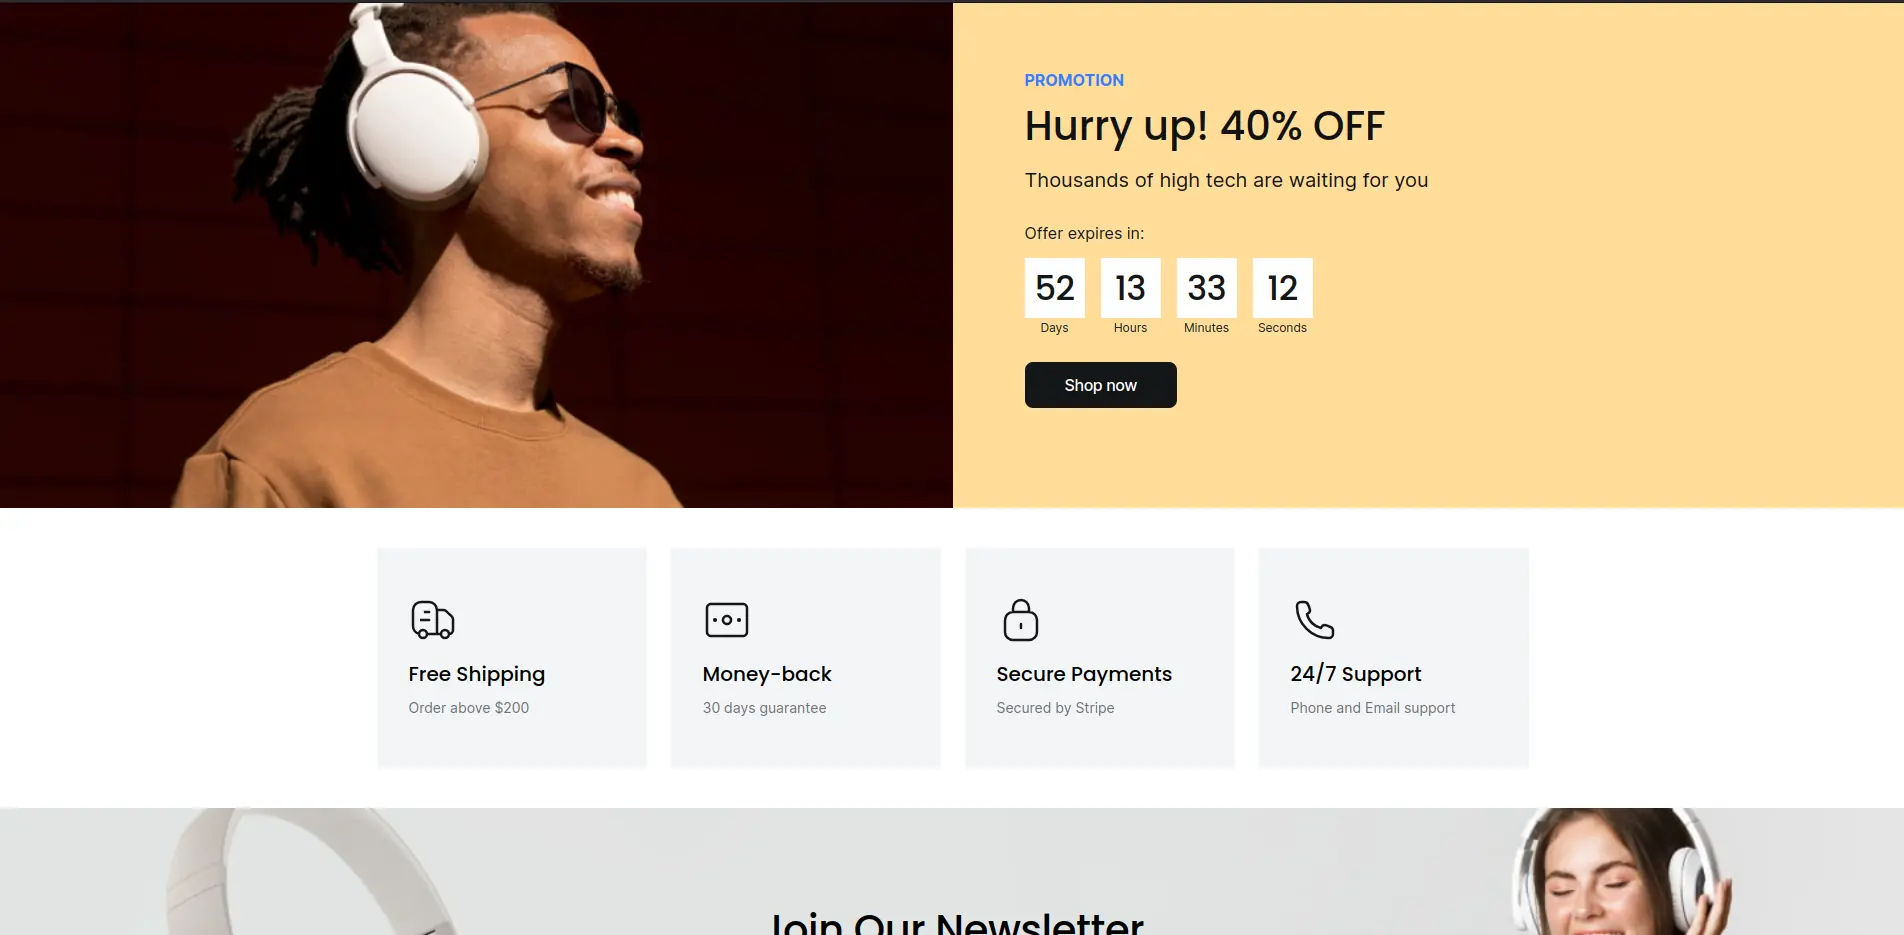 PROMOTION
Hurry up! 40% OFF
Thousands of high tech are waiting for you
Offer expires in:
52 13 33 12
Days Hours Minutes Seconds
Shop now
Free Shipping
Order above $200
Money-back
30 days guarantee
Secure Payments
Secured by Stripe
24/7 Support
Phone and Email support
Join Our Newsletter